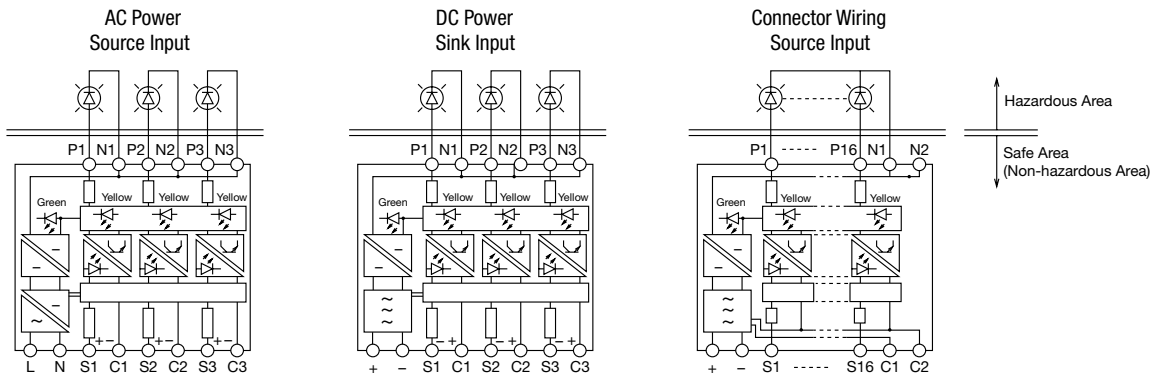 AC Power
Source Input
P1 N1 P2 N2 P3 N3
Green
Yellow Yellow Yellow
– –
– ~
+ – + – + –
L N S1 C1 S2 C2 S3 C3
DC Power
Sink Input
P1 N1 P2 N2 P3 N3
Green
Yellow Yellow Yellow
– –
~
~
~
– + – + – +
+ – S1 C1 S2 C2 S3 C3
Connector Wiring
Source Input
P1 ----- P16 N1 N2
Green
Yellow Yellow
– –
~
~
~
+ – S1 ----- S16 C1 C2
Hazardous Area
Safe Area
(Non-hazardous Area)